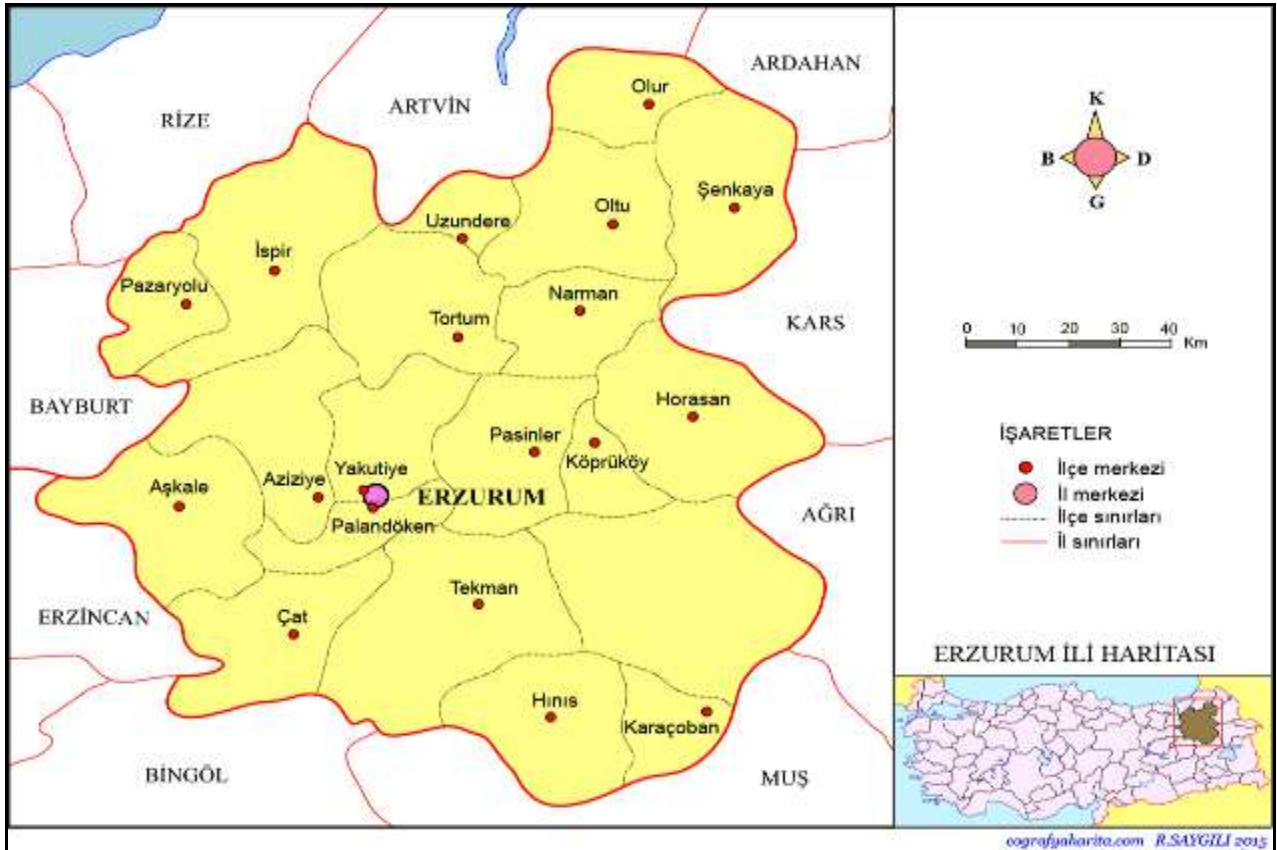 ARDAHAN
Olur
ARTVİN
RİZE
Şenkaya
Oltu
Uzundere
İspir
Pazaryolu
Narman
Tortum
KARS
BAYBURT
Horasan
Pasinler
Köprüköy
Yakutiye
Aziziye
Aşkale
ERZURUM
Palandöken
AĞRI
Tekman
ERZİNCAN
Çat
Hınıs
Karaçoban
BİNGÖL
MUŞ
K
B D
G
0 10 20 30 40
Km
İŞARETLER
İlçe merkezi
İl merkezi
İlçe sınırları
İl sınırları
ERZURUM İLİ HARİTASI
cografyaharita.com R.SAYGILI 2015